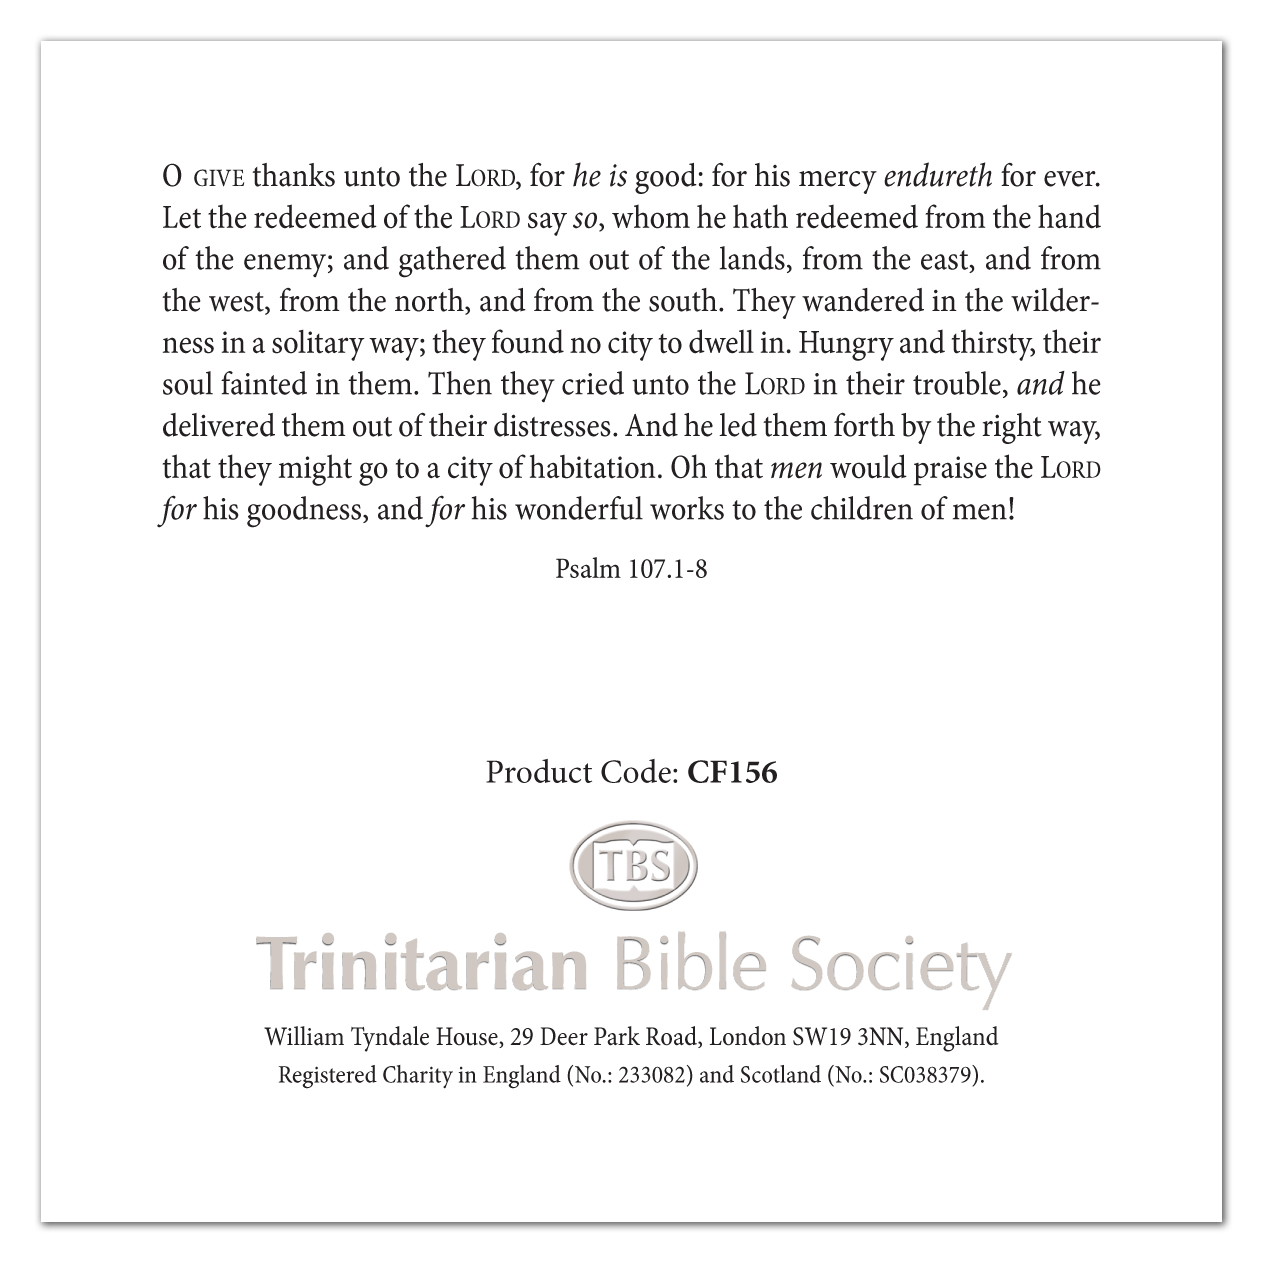 O GIVE thanks unto the LORD, for he is good: for his mercy endureth for ever.
Let the redeemed of the LORD say so, whom he hath redeemed from the hand
of the enemy; and gathered them out of the lands, from the east, and from
the west, from the north, and from the south. They wandered in the wilder-
ness in a solitary way; they found no city to dwell in. Hungry and thirsty, their
soul fainted in them. Then they cried unto the LORD in their trouble, and he
delivered them out of their distresses. And he led them forth by the right way,
that they might go to a city of habitation. Oh that men would praise the LORD
for his goodness, and for his wonderful works to the children of men!
Psalm 107.1-8
Product Code: CF156
TBS
Trinitarian Bible Society
William Tyndale House, 29 Deer Park Road, London SW19 3NN, England
Registered Charity in England (No.: 233082) and Scotland (No.: SC038379).